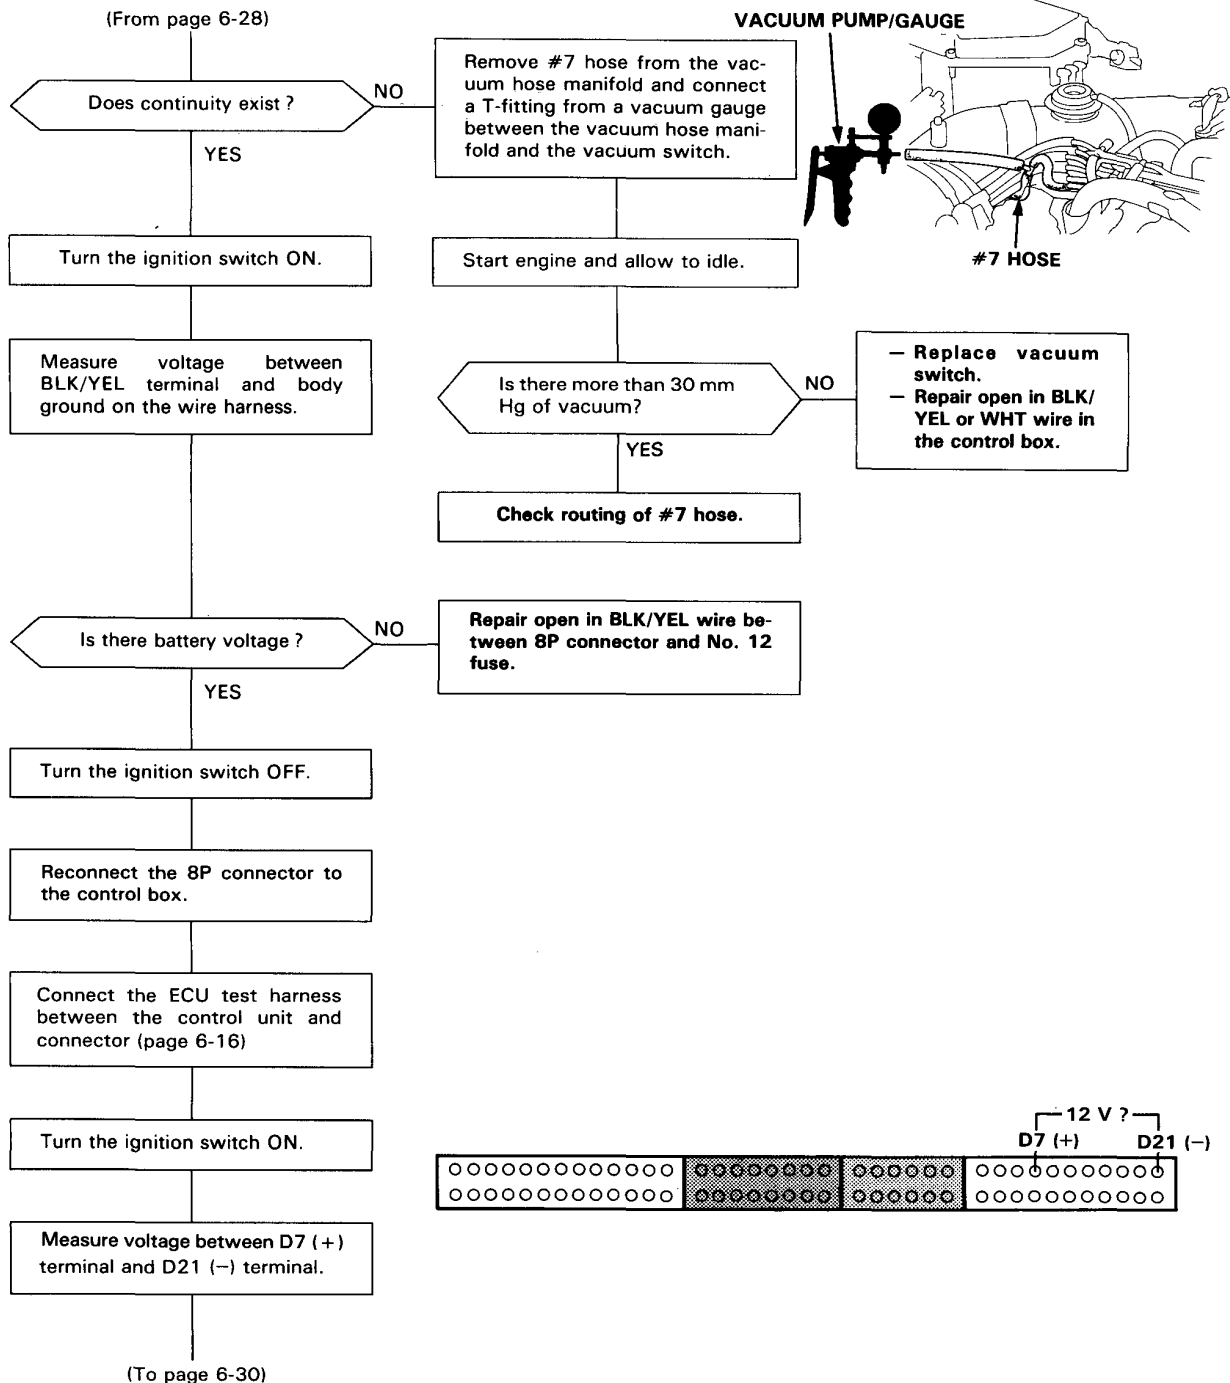 (From page 6-28)
Does continuity exist ?
NO
YES
Remove #7 hose from the vac-
uum hose manifold and connect
a T-fitting from a vacuum gauge
between the vacuum hose mani-
fold and the vacuum switch.
VACUUM PUMP/GAUGE
#7 HOSE
Turn the ignition switch ON.
Start engine and allow to idle.
Measure voltage between
BLK/YEL terminal and body
ground on the wire harness.
Is there more than 30 mm
Hg of vacuum?
NO
YES
— Replace vacuum
switch.
— Repair open in BLK/
YEL or WHT wire in
the control box.
Check routing of #7 hose.
Is there battery voltage ?
NO
YES
Repair open in BLK/YEL wire be-
tween 8P connector and No. 12
fuse.
Turn the ignition switch OFF.
Reconnect the 8P connector to
the control box.
Connect the ECU test harness
between the control unit and
connector (page 6-16)
Turn the ignition switch ON.
12 V ?
D7 (+) D21 (−)
Measure voltage between D7 (+)
terminal and D21 (−) terminal.
(To page 6-30)